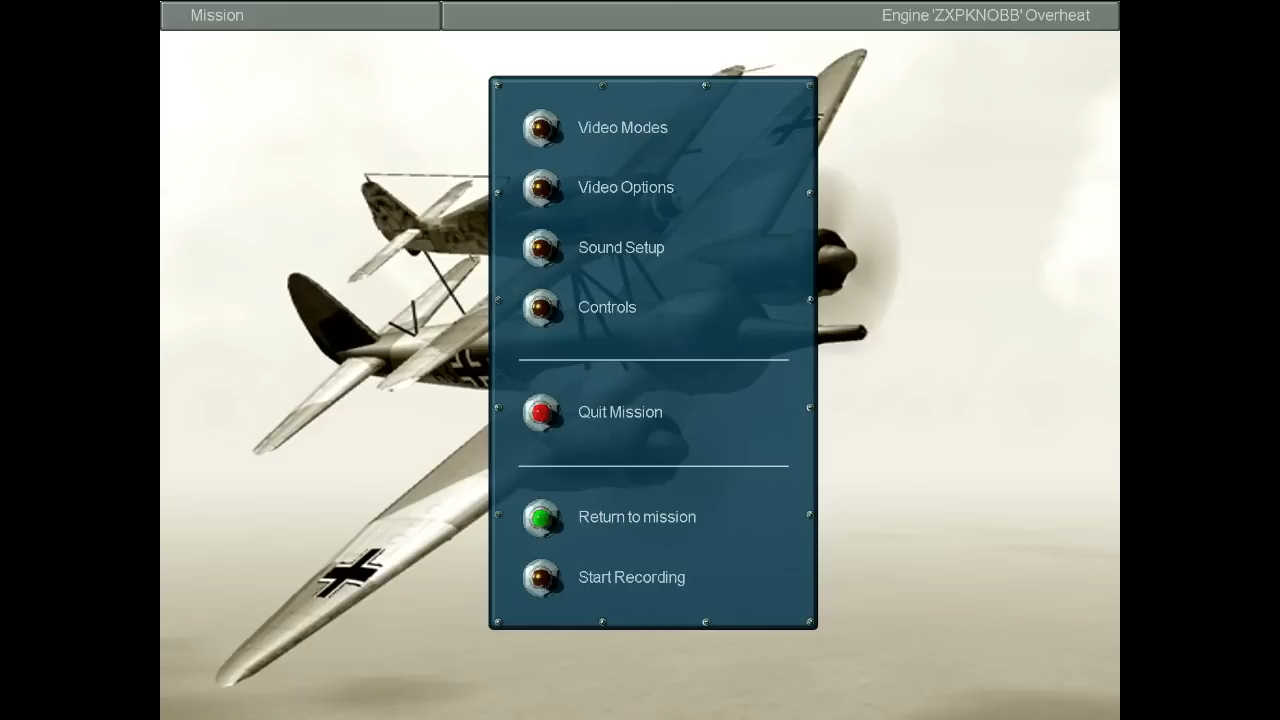 Mission
Engine 'ZXPKNOBB' Overheat
Video Modes
Video Options
Sound Setup
Controls
Quit Mission
Return to mission
Start Recording